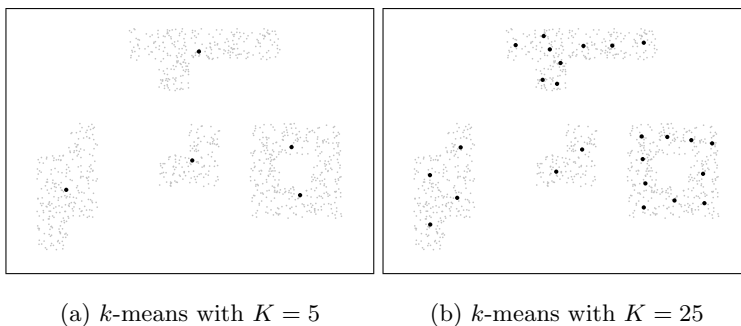 (a) k-means with K = 5
(b) k-means with K = 25